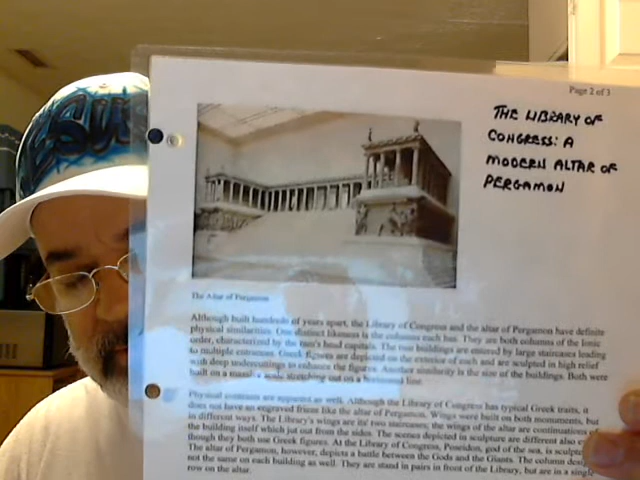 ESUS
Page 2 of 3
THE LIBRARY OF
CONGRESS: A
MODERN ALTAR OF
PERGAMON
The Altar of Pergamon
Although built hundreds of years apart, the Library of Congress and the altar of Pergamon have definite
physical similarities. One distinct likeness is the columns each has. They are both columns of the Ionic
order, characterized by the ram's head capitals. The two buildings are entered by large staircases leading
to multiple entrances. Greek figures are depicted on the exterior of each and are sculpted in high relief
with deep undercuttings to enhance the figures. Another similarity is the size of the buildings. Both were
built on a massive scale stretching out on a horizontal line.
Physical contrasts are apparent as well. Although the Library of Congress has typical Greek traits, it
does not have an engraved frieze like the altar of Pergamon. Wings were built on both monuments, but
in different ways. The Library's wings are its' two staircases; the wings of the altar are continuations of
the building itself which jut out from the sides. The scenes depicted in sculpture are different also
though they both use Greek figures. At the Library of Congress, Poseidon, god of the sea, is
The altar of Pergamon, however, depicts a battle between the Gods and the Giants. The column
not the same on each building as well. They are stand in pairs in front of the Library, but are in a single
row on the altar.